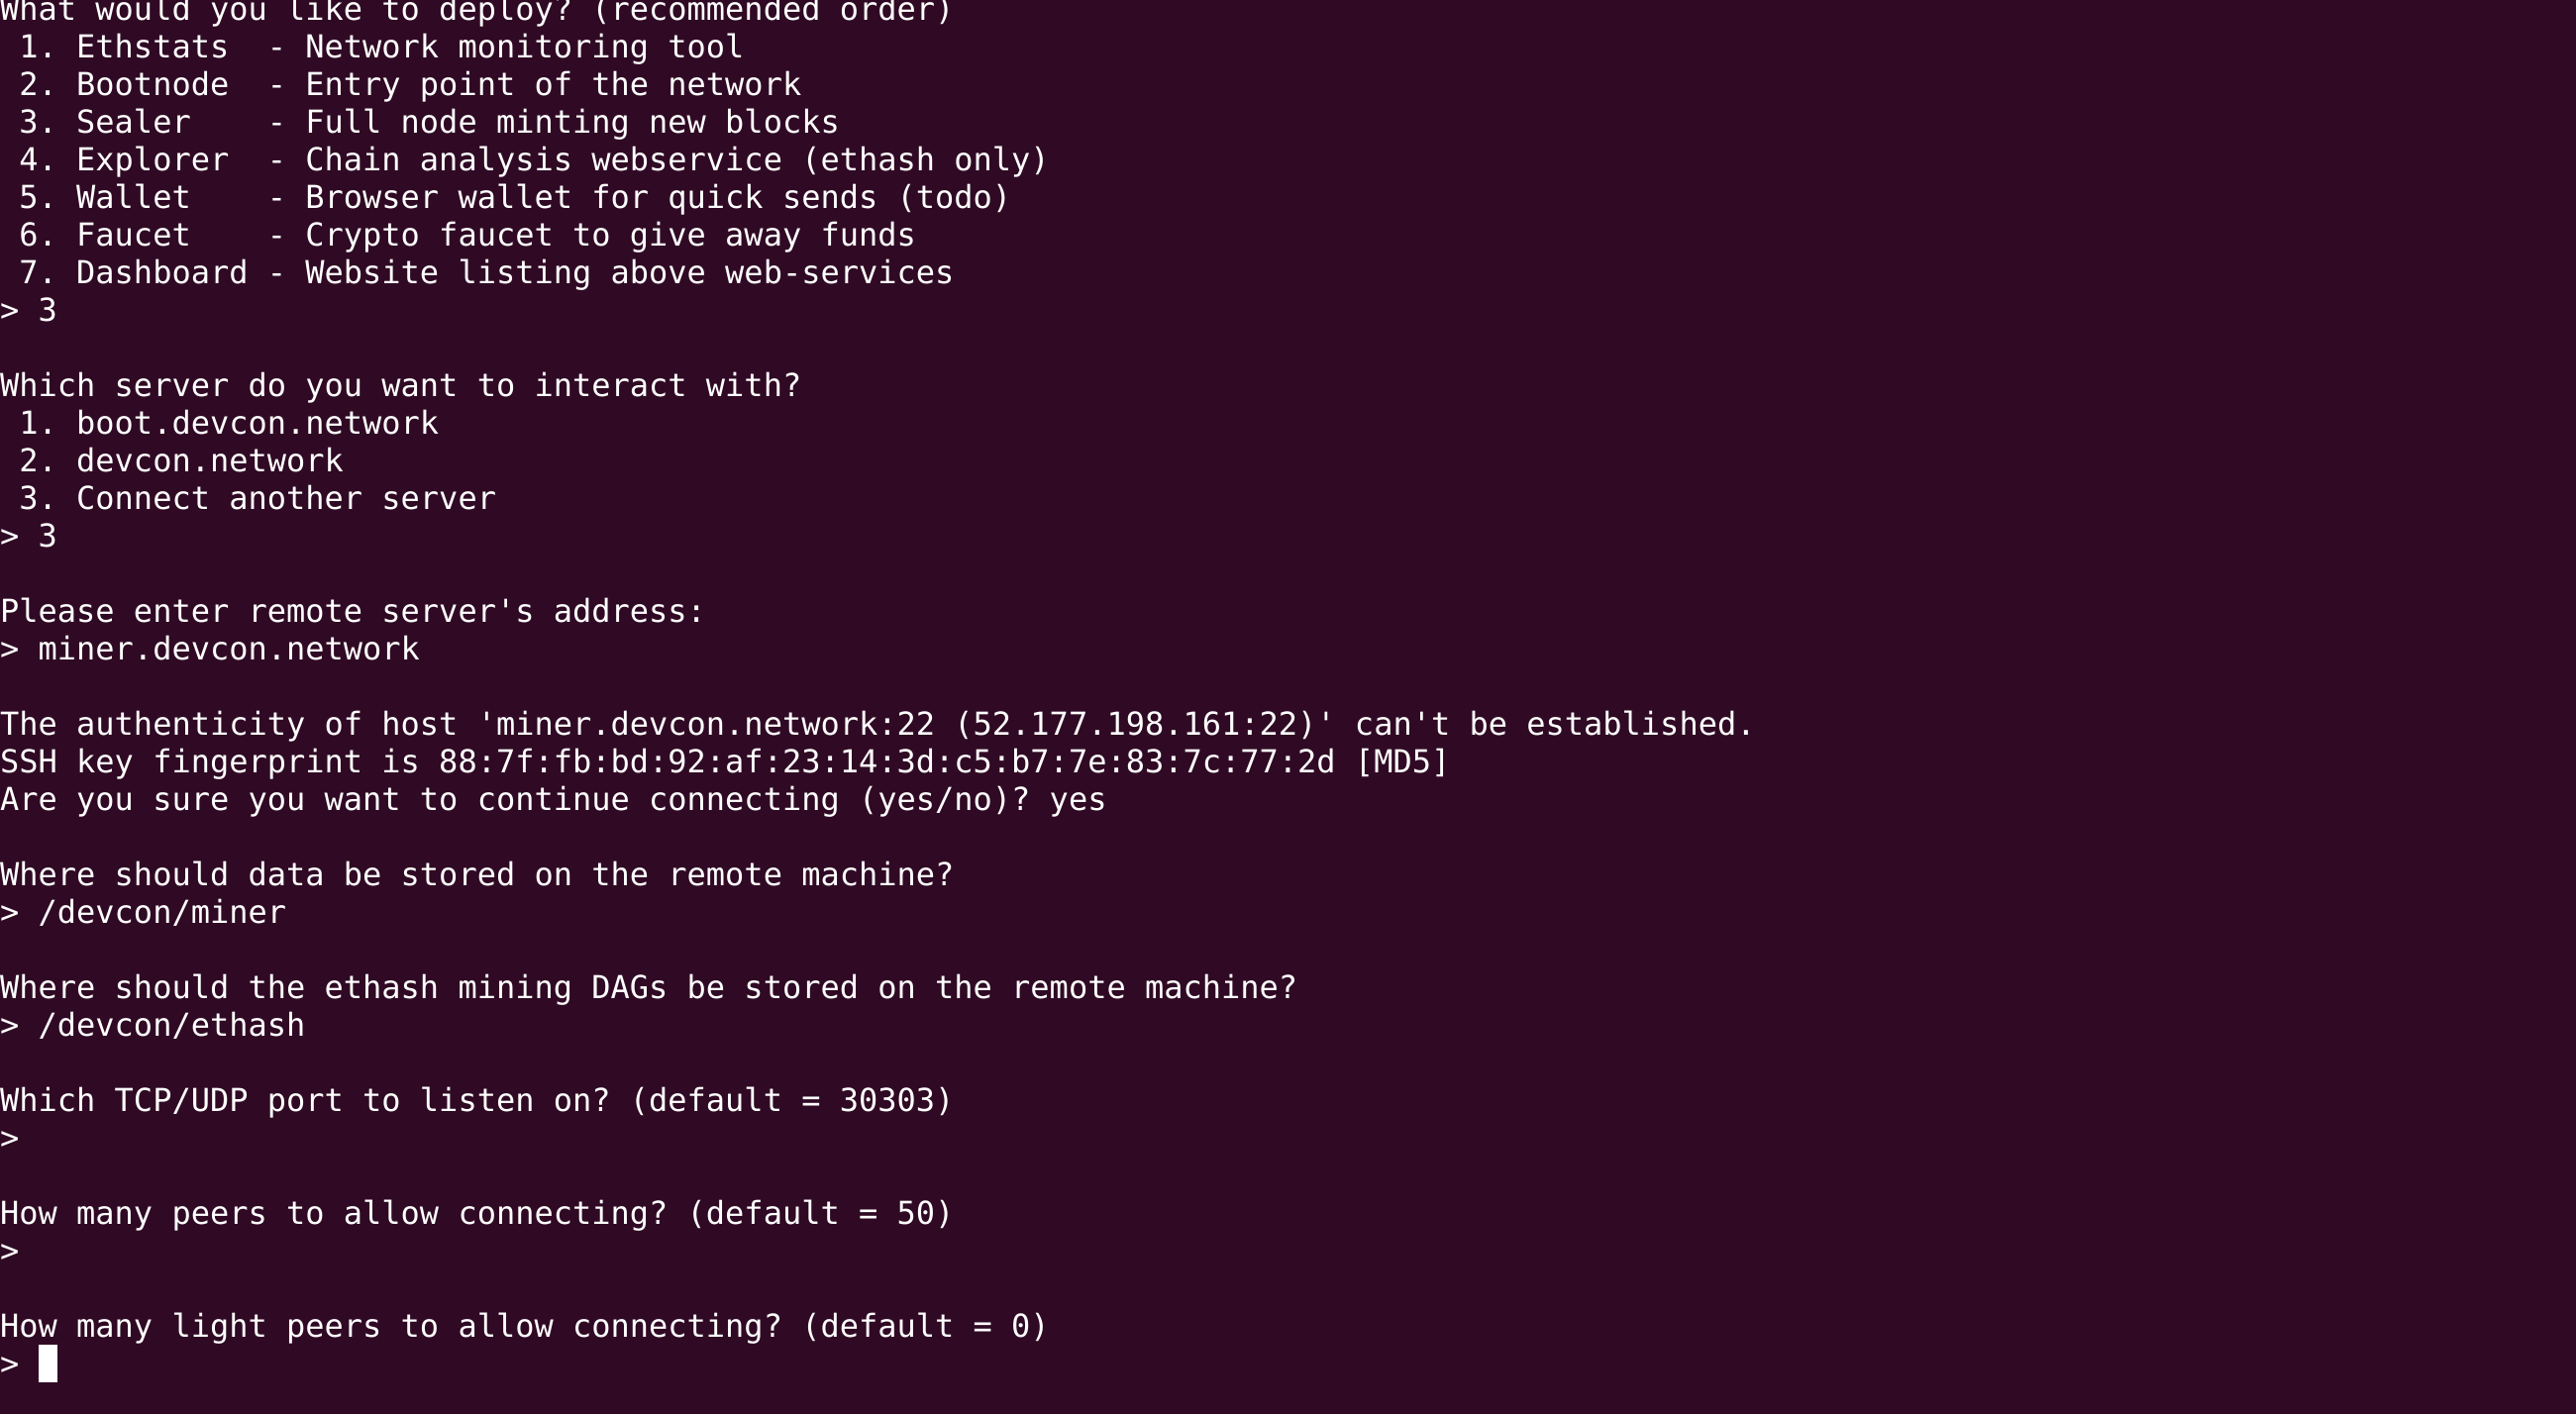 What would you like to deploy? (recommended order)
 1. Ethstats  - Network monitoring tool
 2. Bootnode  - Entry point of the network
 3. Sealer    - Full node minting new blocks
 4. Explorer  - Chain analysis webservice (ethash only)
 5. Wallet    - Browser wallet for quick sends (todo)
 6. Faucet    - Crypto faucet to give away funds
 7. Dashboard - Website listing above web-services
> 3

Which server do you want to interact with?
 1. boot.devcon.network
 2. devcon.network
 3. Connect another server
> 3

Please enter remote server's address:
> miner.devcon.network

The authenticity of host 'miner.devcon.network:22 (52.177.198.161:22)' can't be established.
SSH key fingerprint is 88:7f:fb:bd:92:af:23:14:3d:c5:b7:7e:83:7c:77:2d [MD5]
Are you sure you want to continue connecting (yes/no)? yes

Where should data be stored on the remote machine?
> /devcon/miner

Where should the ethash mining DAGs be stored on the remote machine?
> /devcon/ethash

Which TCP/UDP port to listen on? (default = 30303)
>

How many peers to allow connecting? (default = 50)
>

How many light peers to allow connecting? (default = 0)
>